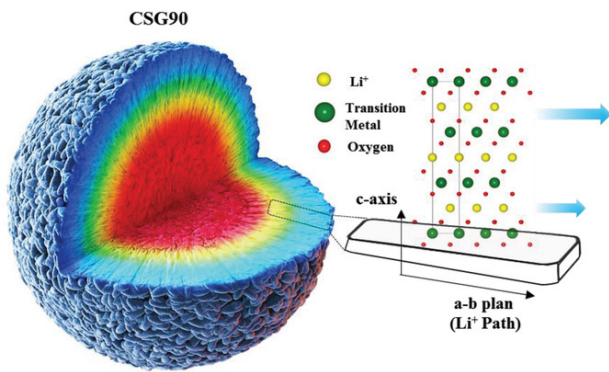 CSG90
Li⁺
Transition
Metal
Oxygen
c-axis
a-b plan
(Li⁺ Path)